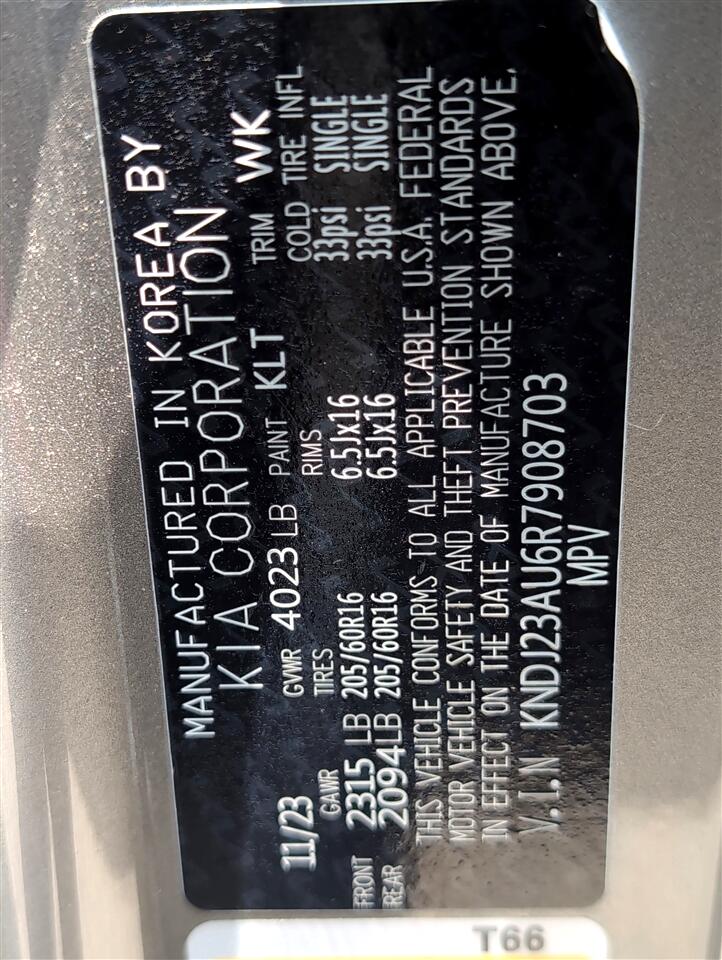 MANUFACTURED IN KOREA BY
KIA CORPORATION
11/23 GVWR 4023 LB PAINT KLT TRIM WK
GAWR TIRES RIMS COLD TIRE INFL
FRONT 2315 LB 205/60R16 6.5Jx16 33psi SINGLE
REAR 2094 LB 205/60R16 6.5Jx16 33psi SINGLE
THIS VEHICLE CONFORMS TO ALL APPLICABLE U.S.A. FEDERAL
MOTOR VEHICLE SAFETY AND THEFT PREVENTION STANDARDS
IN EFFECT ON THE DATE OF MANUFACTURE SHOWN ABOVE.
V.I.N KNDJ23AU6R7908703
MPV
T66